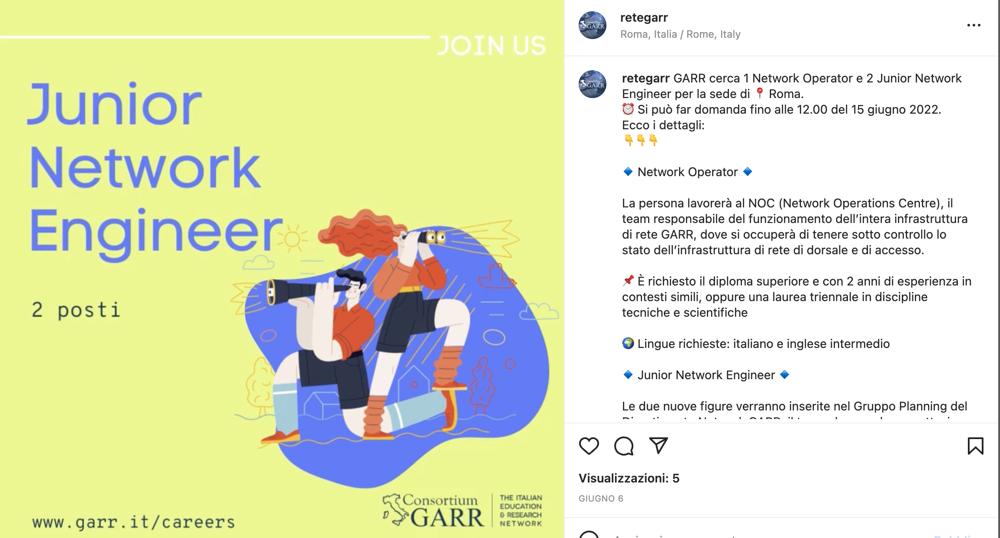 JOIN US
Junior
Network
Engineer
2 posti
www.garr.it/careers
Consortium
GARR
THE ITALIAN
EDUCATION
& RESEARCH
NETWORK
Consortium
GARR
retegarr
Roma, Italia / Rome, Italy
Consortium
GARR
retegarr GARR cerca 1 Network Operator e 2 Junior Network
Engineer per la sede di 📍 Roma.
⏰ Si può far domanda fino alle 12.00 del 15 giugno 2022.
Ecco i dettagli:
👇👇👇
🔹 Network Operator 🔹
La persona lavorerà al NOC (Network Operations Centre), il
team responsabile del funzionamento dell’intera infrastruttura
di rete GARR, dove si occuperà di tenere sotto controllo lo
stato dell’infrastruttura di rete di dorsale e di accesso.
📌 È richiesto il diploma superiore e con 2 anni di esperienza in
contesti simili, oppure una laurea triennale in discipline
tecniche e scientifiche
🌍 Lingue richieste: italiano e inglese intermedio
🔹 Junior Network Engineer 🔹
Le due nuove figure verranno inserite nel Gruppo Planning del
Visualizzazioni: 5
GIUGNO 6